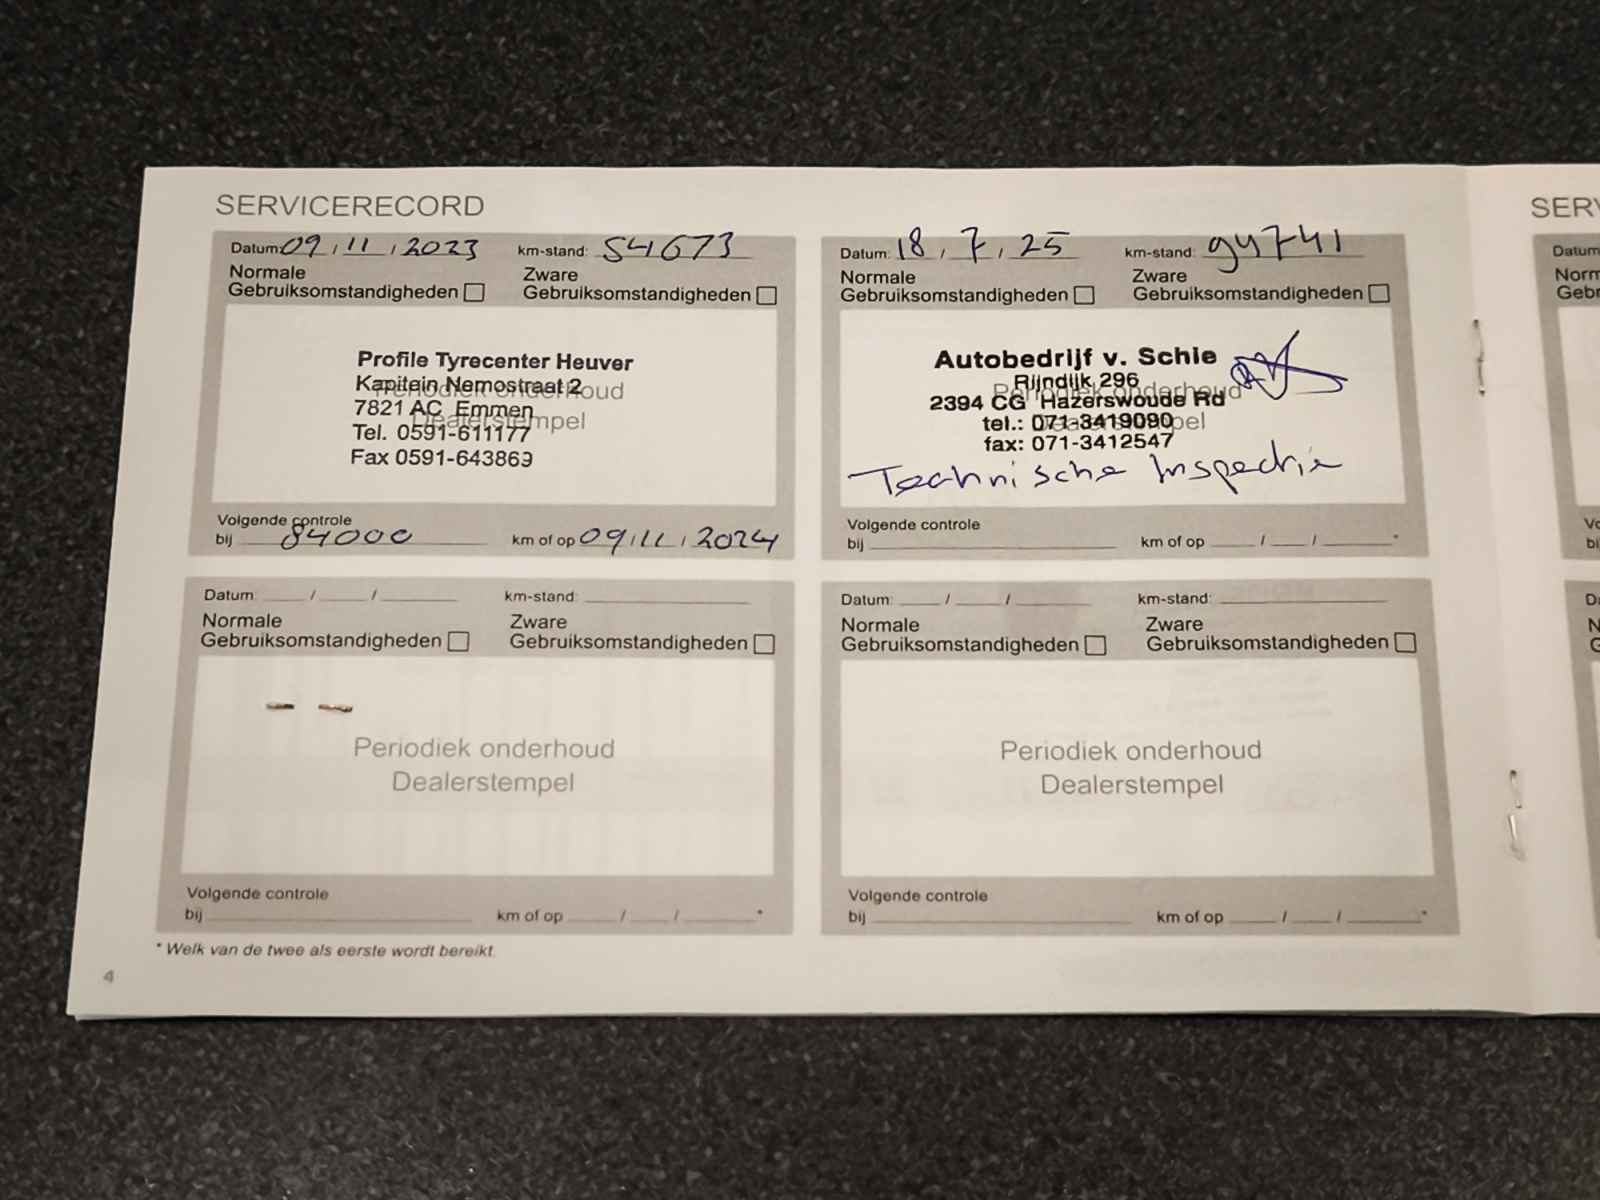 SERVICERECORD
Datum: 09 / 11 / 2023 km-stand: 54673
Normale Zware
Gebruiksomstandigheden Gebruiksomstandigheden
Periodiek onderhoud
Dealerstempel
Profile Tyrecenter Heuver
Kapitein Nemostraat 2
7821 AC Emmen
Tel. 0591-611177
Fax 0591-643869
Volgende controle
bij 84000 km of op 09 / 11 / 2024
Datum: 18 / 7 / 25 km-stand: 94741
Normale Zware
Gebruiksomstandigheden Gebruiksomstandigheden
Periodiek onderhoud
Dealerstempel
Autobedrijf v. Schie
Rijndijk 296
2394 CG Hazerswoude Rd
tel.: 071-3419090
fax: 071-3412547
Technische Inspectie
Volgende controle
bij km of op / / *
Datum: / / km-stand:
Normale Zware
Gebruiksomstandigheden Gebruiksomstandigheden
Periodiek onderhoud
Dealerstempel
Volgende controle
bij km of op / / *
Datum: / / km-stand:
Normale Zware
Gebruiksomstandigheden Gebruiksomstandigheden
Periodiek onderhoud
Dealerstempel
Volgende controle
bij km of op / / *
* Welk van de twee als eerste wordt bereikt.
4